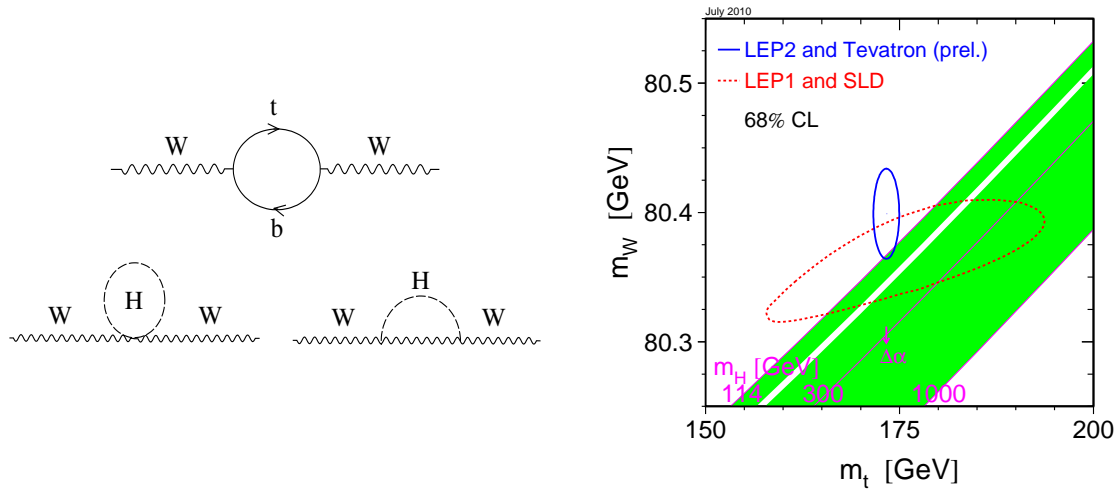 t
W W
b
H
W W
H
W W
July 2010
LEP2 and Tevatron (prel.)
LEP1 and SLD
68% CL
80.5
80.4
80.3
m_W [GeV]
Δα
m_H [GeV]
114 300 1000
150 175 200
m_t [GeV]